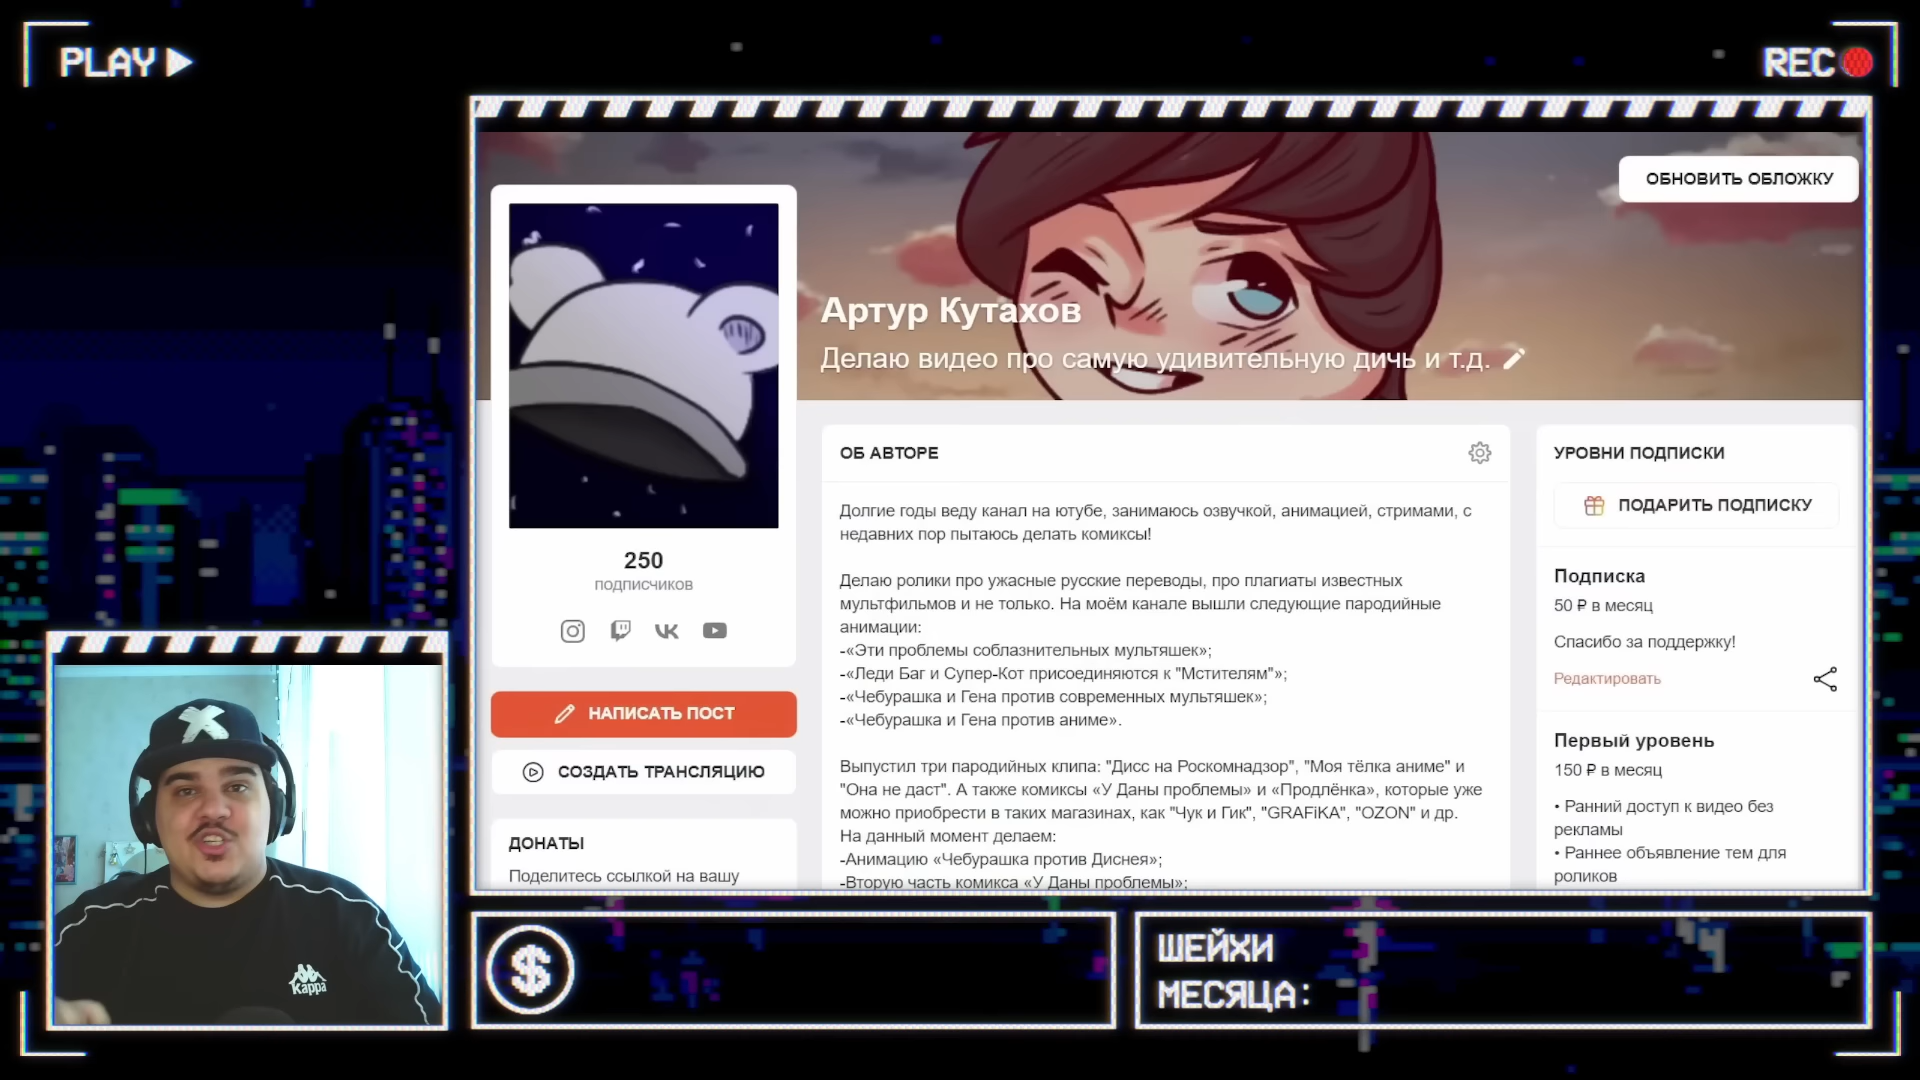 PLAY
REC
ОБНОВИТЬ ОБЛОЖКУ
Артур Кутахов
Делаю видео про самую удивительную дичь и т.д.
250
подписчиков
НАПИСАТЬ ПОСТ
СОЗДАТЬ ТРАНСЛЯЦИЮ
ДОНАТЫ
Поделитесь ссылкой на вашу
ОБ АВТОРЕ
Долгие годы веду канал на ютубе, занимаюсь озвучкой, анимацией, стримами, с
недавних пор пытаюсь делать комиксы!
Делаю ролики про ужасные русские переводы, про плагиаты известных
мультфильмов и не только. На моём канале вышли следующие пародийные
анимации:
-«Эти проблемы соблазнительных мультяшек»;
-«Леди Баг и Супер-Кот присоединяются к "Мстителям"»;
-«Чебурашка и Гена против современных мультяшек»;
-«Чебурашка и Гена против аниме».
Выпустил три пародийных клипа: "Дисс на Роскомнадзор", "Моя тёлка аниме" и
"Она не даст". А также комиксы «У Даны проблемы» и «Продлёнка», которые уже
можно приобрести в таких магазинах, как "Чук и Гик", "GRAFiKA", "OZON" и др.
На данный момент делаем:
-Анимацию «Чебурашка против Диснея»;
-Вторую часть комикса «У Даны проблемы»;
УРОВНИ ПОДПИСКИ
ПОДАРИТЬ ПОДПИСКУ
Подписка
50 ₽ в месяц
Спасибо за поддержку!
Редактировать
Первый уровень
150 ₽ в месяц
• Ранний доступ к видео без
рекламы
• Раннее объявление тем для
роликов
Kappa
$
ШЕЙХИ
МЕСЯЦА: